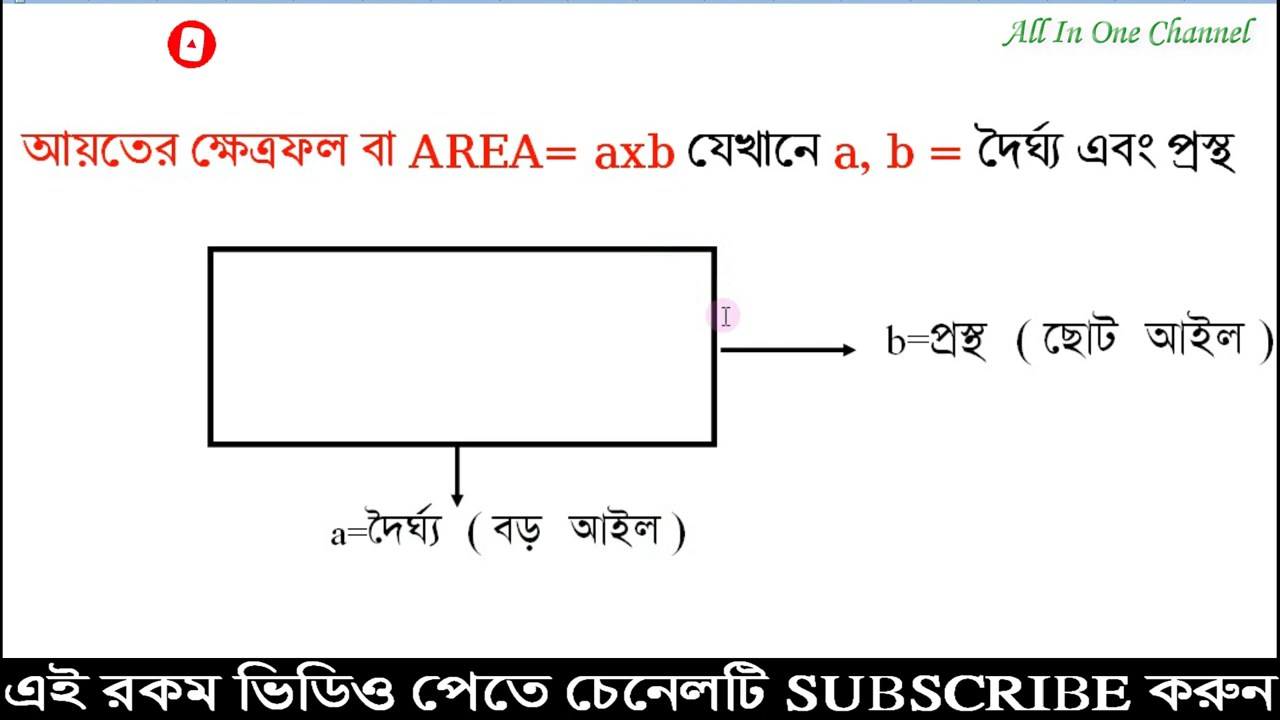 All In One Channel
আয়তের ক্ষেত্রফল বা AREA= axb যেখানে a, b = দৈর্ঘ্য এবং প্রস্থ
b=প্রস্থ ( ছোট আইল )
a=দৈর্ঘ্য ( বড় আইল )
এই রকম ভিডিও পেতে চেনেলটি SUBSCRIBE করুন